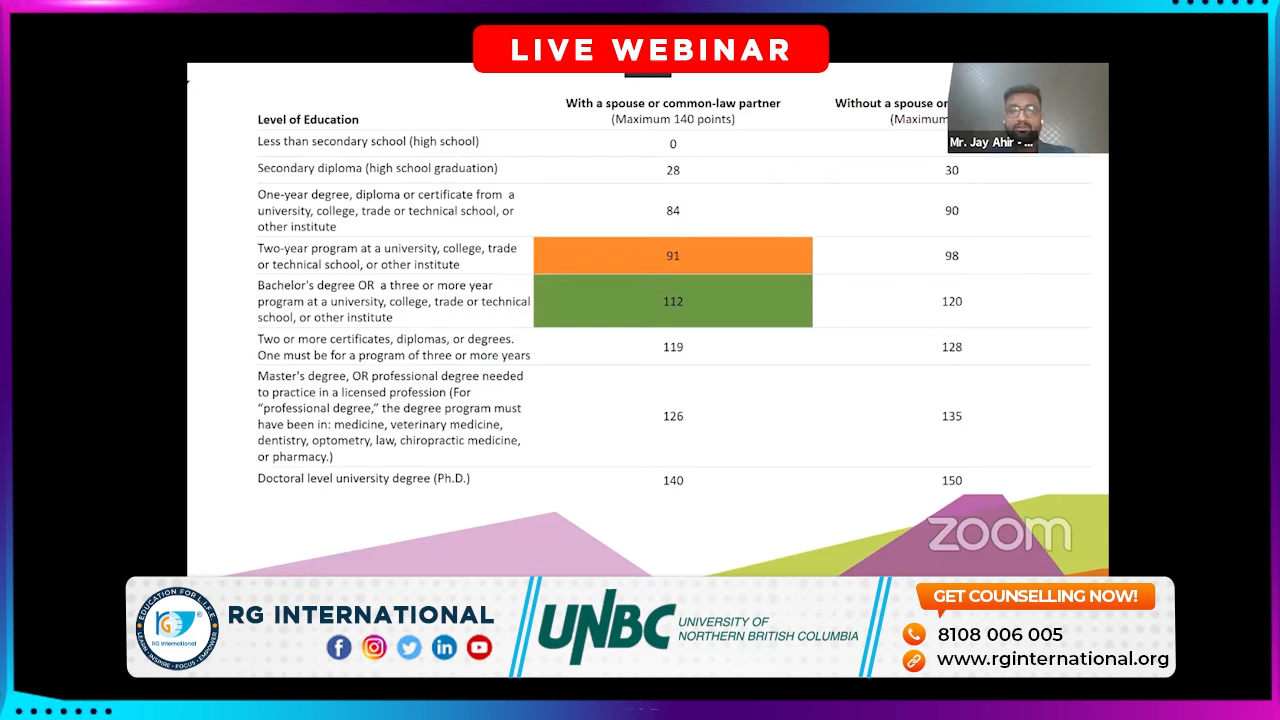 LIVE WEBINAR
Level of Education
With a spouse or common-law partner
(Maximum 140 points)
Without a spouse or
(Maximum
Mr. Jay Ahir - ...
Less than secondary school (high school)
0
Secondary diploma (high school graduation)
28
30
One-year degree, diploma or certificate from a
university, college, trade or technical school, or
other institute
84
90
Two-year program at a university, college, trade
or technical school, or other institute
91
98
Bachelor's degree OR a three or more year
program at a university, college, trade or technical
school, or other institute
112
120
Two or more certificates, diplomas, or degrees.
One must be for a program of three or more years
119
128
Master's degree, OR professional degree needed
to practice in a licensed profession (For
“professional degree,” the degree program must
have been in: medicine, veterinary medicine,
dentistry, optometry, law, chiropractic medicine,
or pharmacy.)
126
135
Doctoral level university degree (Ph.D.)
140
150
zoom
RG INTERNATIONAL
UNBC
UNIVERSITY OF
NORTHERN BRITISH COLUMBIA
GET COUNSELLING NOW!
8108 006 005
www.rginternational.org
EDUCATION FOR L.I.F.E.
RG International
LEARN • INSPIRE • FOCUS • EMPOWER